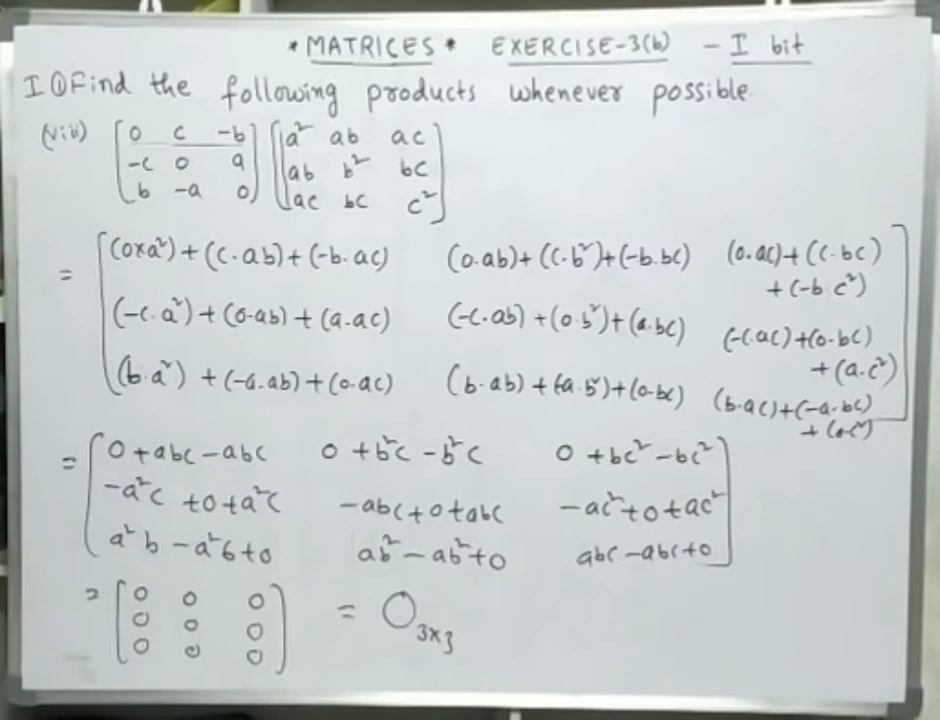 * MATRICES * EXERCISE-3(b) - I bit
I ① Find the following products whenever possible.
(viii) [0 c -b] [a² ab ac]
[-c 0 a] [ab b² bc]
[b -a 0] [ac bc c²]
= [(0xa²)+(c.ab)+(-b.ac) (0.ab)+(c.b²)+(-b.bc) (0.ac)+(c.bc)
+(-b.c²)
(-c.a²)+(0.ab)+(a.ac) (-c.ab)+(0.b²)+(a.bc) (-c.ac)+(0.bc)
+(a.c²)
(b.a²)+(-a.ab)+(0.ac) (b.ab)+(-a.b²)+(0.bc) (b.ac)+(-a.bc)
+(0.c²)]
= [0+abc-abc 0+b²c-b²c 0+bc²-bc²
-a²c+0+a²c -abc+0+abc -ac²+0+ac²
a²b-a²b+0 ab²-ab²+0 abc-abc+0]
= [0 0 0
0 0 0
0 0 0] = O₃ₓ₃